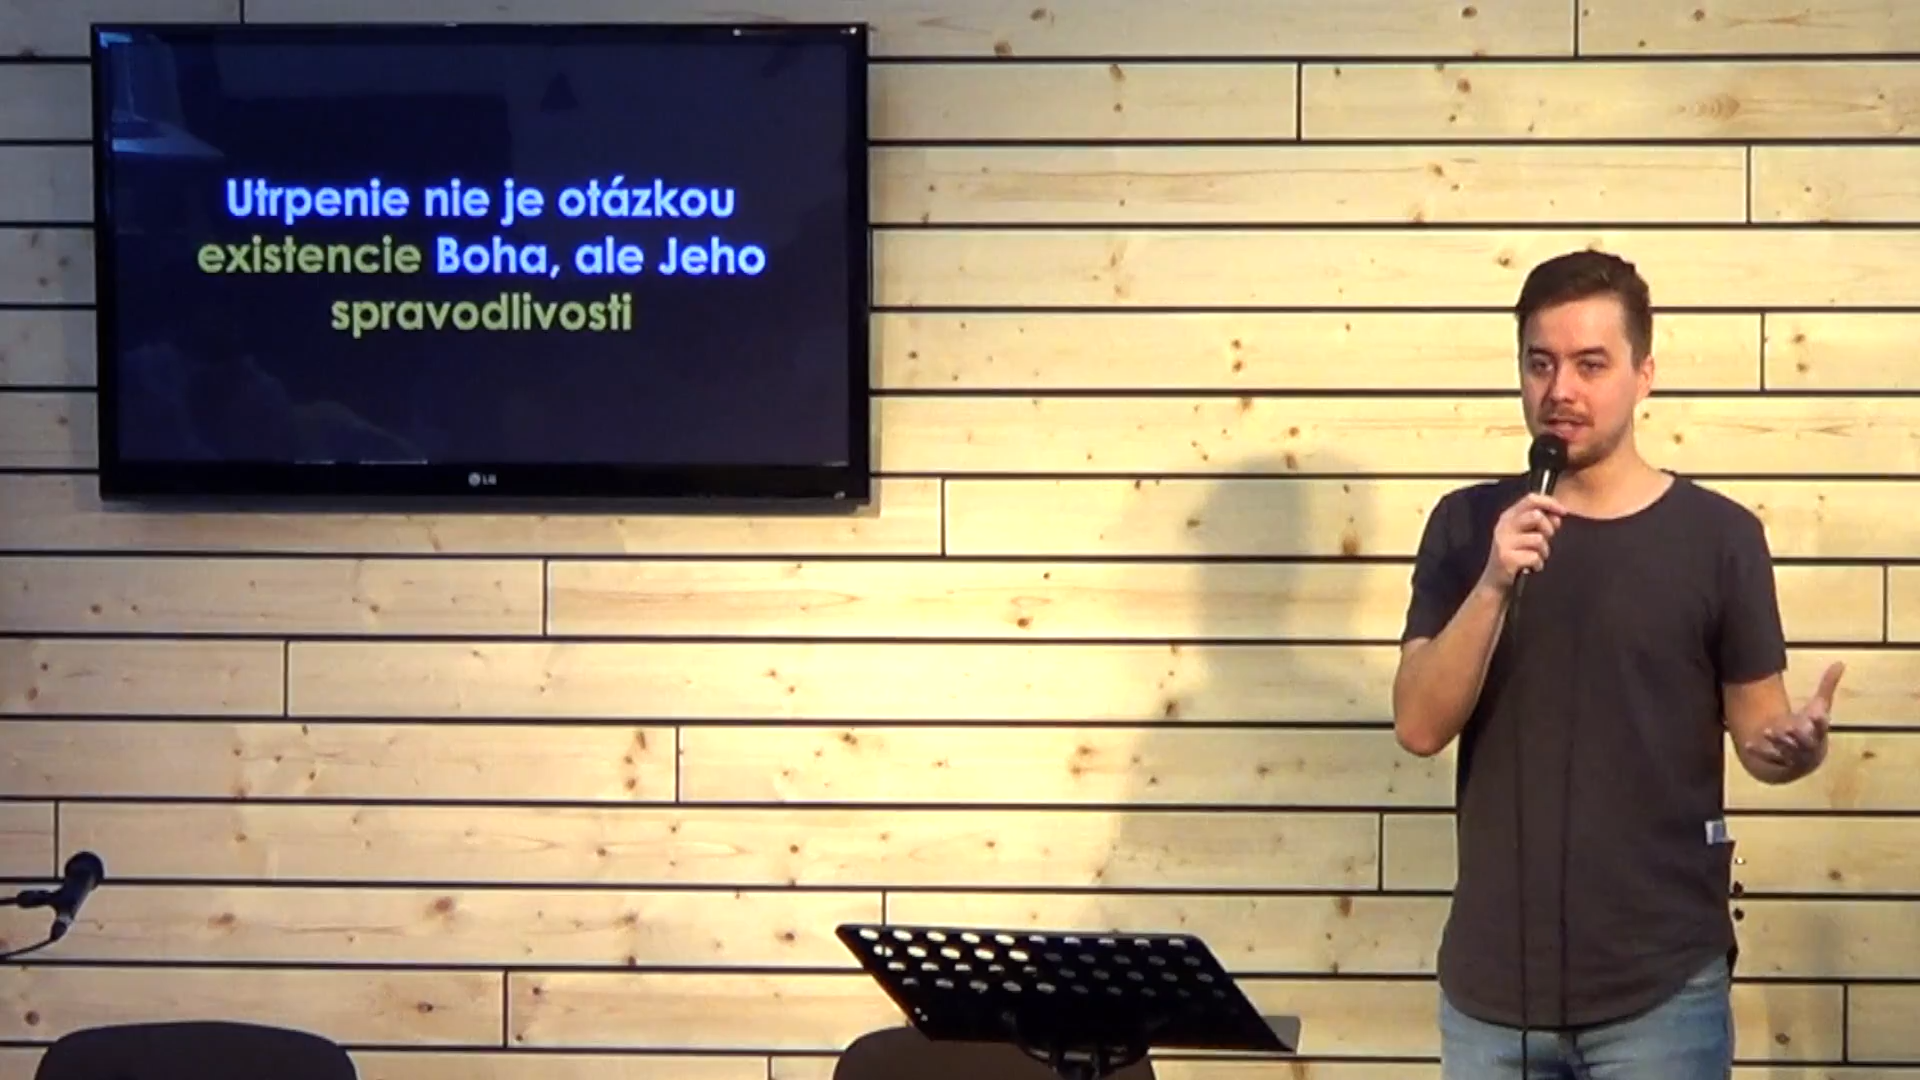 Utrpenie nie je otázkou
existencie Boha, ale Jeho
spravodlivosti
LG